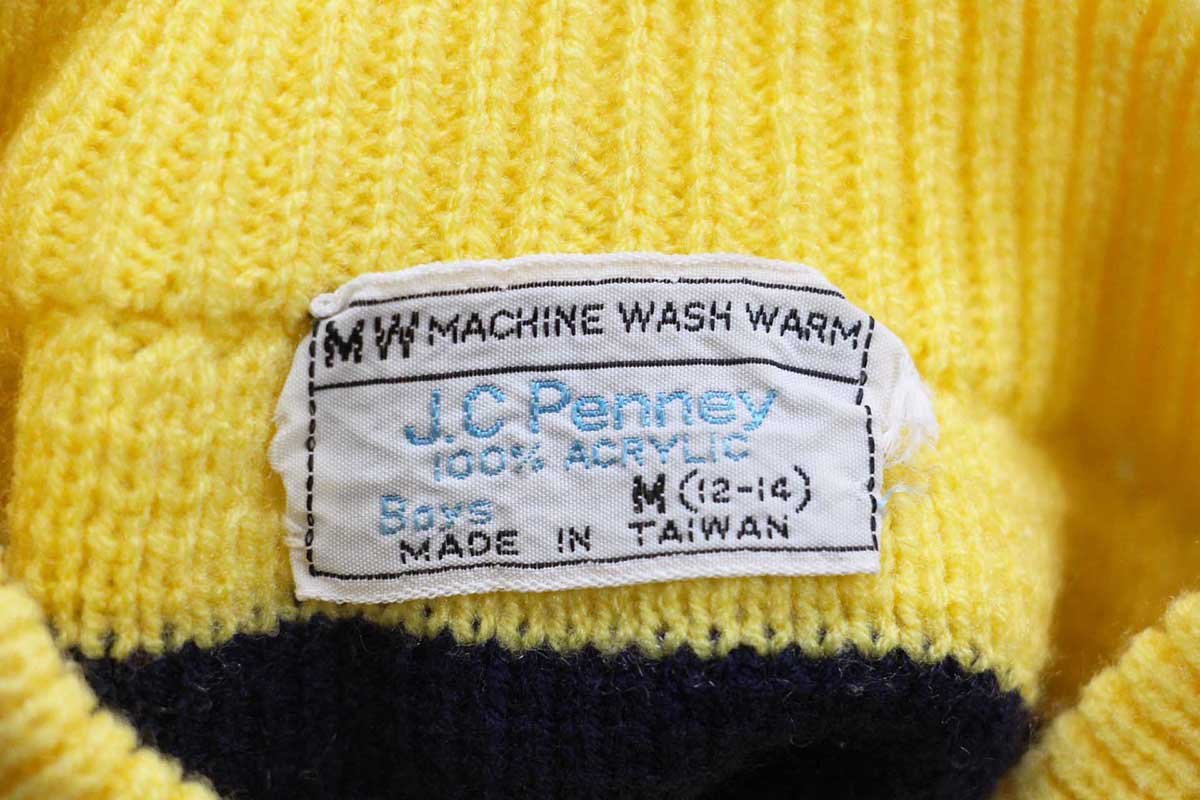 MW MACHINE WASH WARM
J.C Penney
100% ACRYLIC
Boys M (12-14)
MADE IN TAIWAN